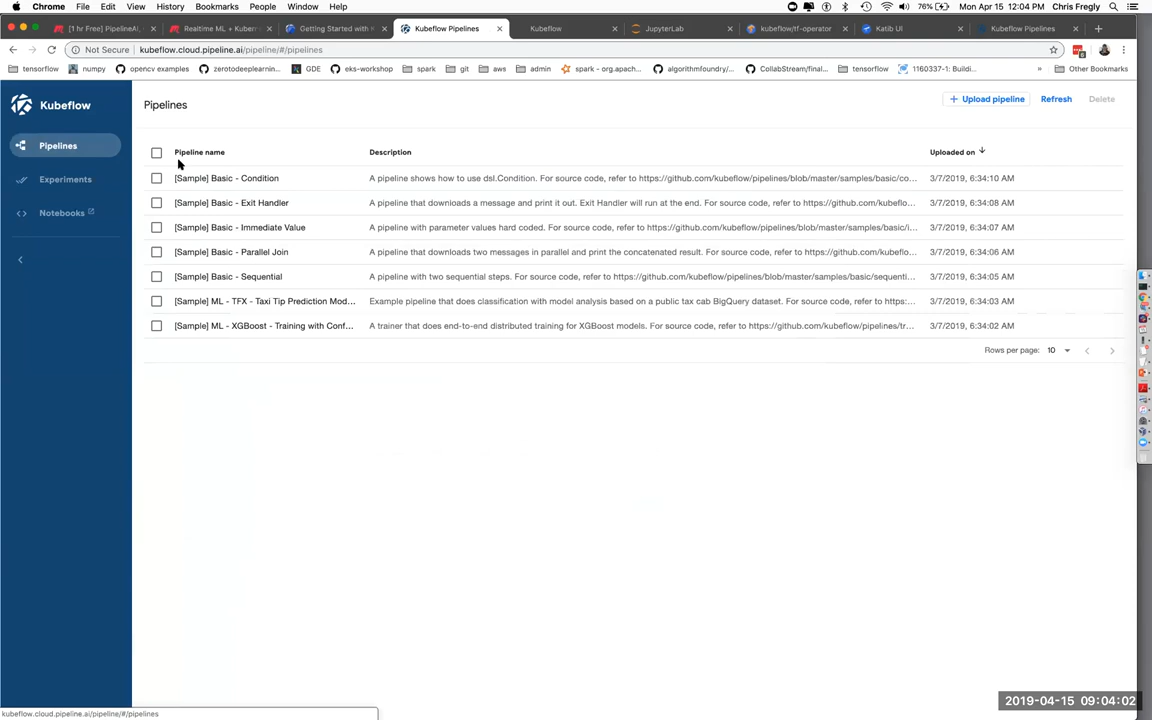 Chrome File Edit View History Bookmarks People Window Help 76% Mon Apr 15 12:04 PM Chris Fregly
[1 hr Free] PipelineAI, Realtime ML + Kuber Getting Started with K Kubeflow Pipelines Kubeflow JupyterLab kubeflow/tf-operator Katib UI Kubeflow Pipelines
Not Secure kubeflow.cloud.pipeline.ai/pipeline/#/pipelines
tensorflow numpy opencv examples zerotodeeplearnin... GDE eks-workshop spark git aws admin spark - org.apach... algorithmfoundry/... CollabStream/final... tensorflow 1160337-1: Buildi... » Other Bookmarks
Kubeflow
Pipelines
Experiments
Notebooks
Pipelines
+ Upload pipeline Refresh Delete
Pipeline name Description Uploaded on
[Sample] Basic - Condition A pipeline shows how to use dsl.Condition. For source code, refer to https://github.com/kubeflow/pipelines/blob/master/samples/basic/co... 3/7/2019, 6:34:10 AM
[Sample] Basic - Exit Handler A pipeline that downloads a message and print it out. Exit Handler will run at the end. For source code, refer to https://github.com/kubeflo... 3/7/2019, 6:34:08 AM
[Sample] Basic - Immediate Value A pipeline with parameter values hard coded. For source code, refer to https://github.com/kubeflow/pipelines/blob/master/samples/basic/i... 3/7/2019, 6:34:07 AM
[Sample] Basic - Parallel Join A pipeline that downloads two messages in parallel and print the concatenated result. For source code, refer to https://github.com/kubeflo... 3/7/2019, 6:34:06 AM
[Sample] Basic - Sequential A pipeline with two sequential steps. For source code, refer to https://github.com/kubeflow/pipelines/blob/master/samples/basic/sequenti... 3/7/2019, 6:34:05 AM
[Sample] ML - TFX - Taxi Tip Prediction Mod... Example pipeline that does classification with model analysis based on a public tax cab BigQuery dataset. For source code, refer to https:... 3/7/2019, 6:34:03 AM
[Sample] ML - XGBoost - Training with Conf... A trainer that does end-to-end distributed training for XGBoost models. For source code, refer to https://github.com/kubeflow/pipelines/tr... 3/7/2019, 6:34:02 AM
Rows per page: 10
2019-04-15 09:04:02
kubeflow.cloud.pipeline.ai/pipeline/#/pipelines